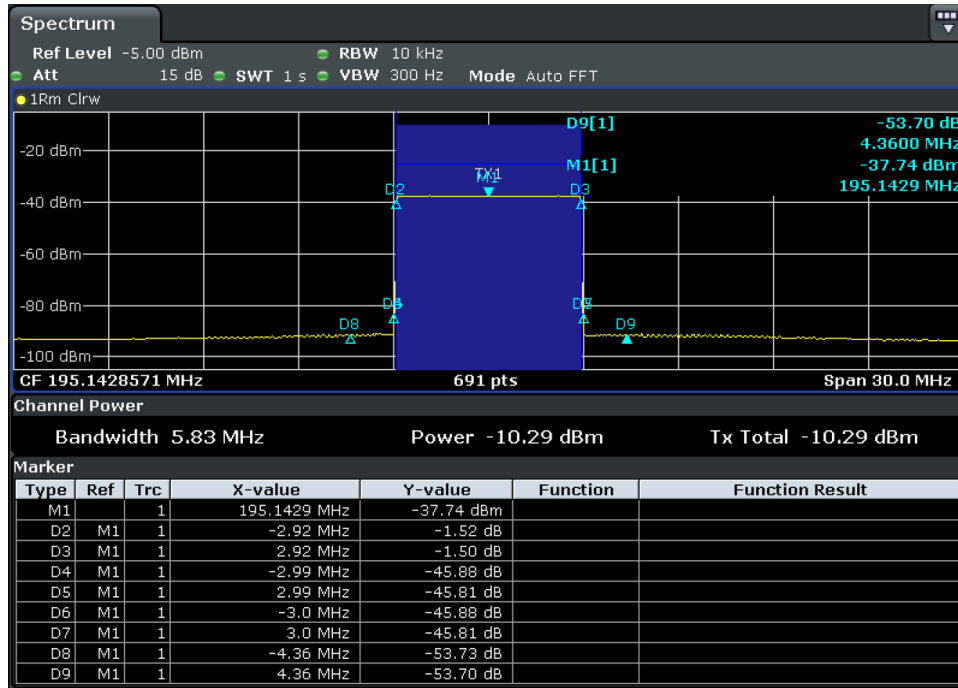 Spectrum
Ref Level -5.00 dBm RBW 10 kHz
Att 15 dB SWT 1 s VBW 300 Hz Mode Auto FFT
1Rm Clrw
D9[1] -53.70 dB
4.3600 MHz
M1[1] -37.74 dBm
195.1429 MHz
-20 dBm
TX1
M1
D2 D3
-40 dBm
-60 dBm
-80 dBm
D8 D9
-100 dBm
CF 195.1428571 MHz 691 pts Span 30.0 MHz
Channel Power
Bandwidth 5.83 MHz Power -10.29 dBm Tx Total -10.29 dBm
Marker
Type Ref Trc X-value Y-value Function Function Result
M1 1 195.1429 MHz -37.74 dBm
D2 M1 1 -2.92 MHz -1.52 dB
D3 M1 1 2.92 MHz -1.50 dB
D4 M1 1 -2.99 MHz -45.88 dB
D5 M1 1 2.99 MHz -45.81 dB
D6 M1 1 -3.0 MHz -45.88 dB
D7 M1 1 3.0 MHz -45.81 dB
D8 M1 1 -4.36 MHz -53.73 dB
D9 M1 1 4.36 MHz -53.70 dB